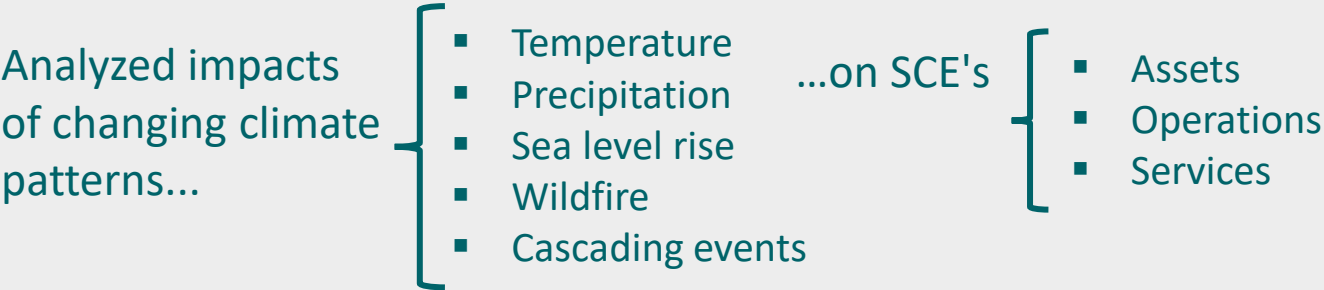 Analyzed impacts
of changing climate
patterns...
▪ Temperature
▪ Precipitation
▪ Sea level rise
▪ Wildfire
▪ Cascading events
...on SCE's
▪ Assets
▪ Operations
▪ Services